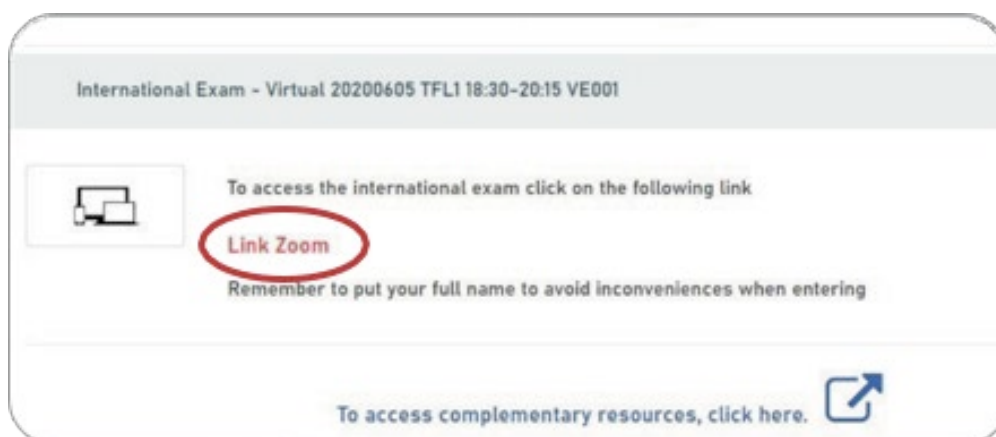 International Exam - Virtual 20200605 TFL1 18:30-20:15 VE001
To access the international exam click on the following link
Link Zoom
Remember to put your full name to avoid inconveniences when entering
To access complementary resources, click here.